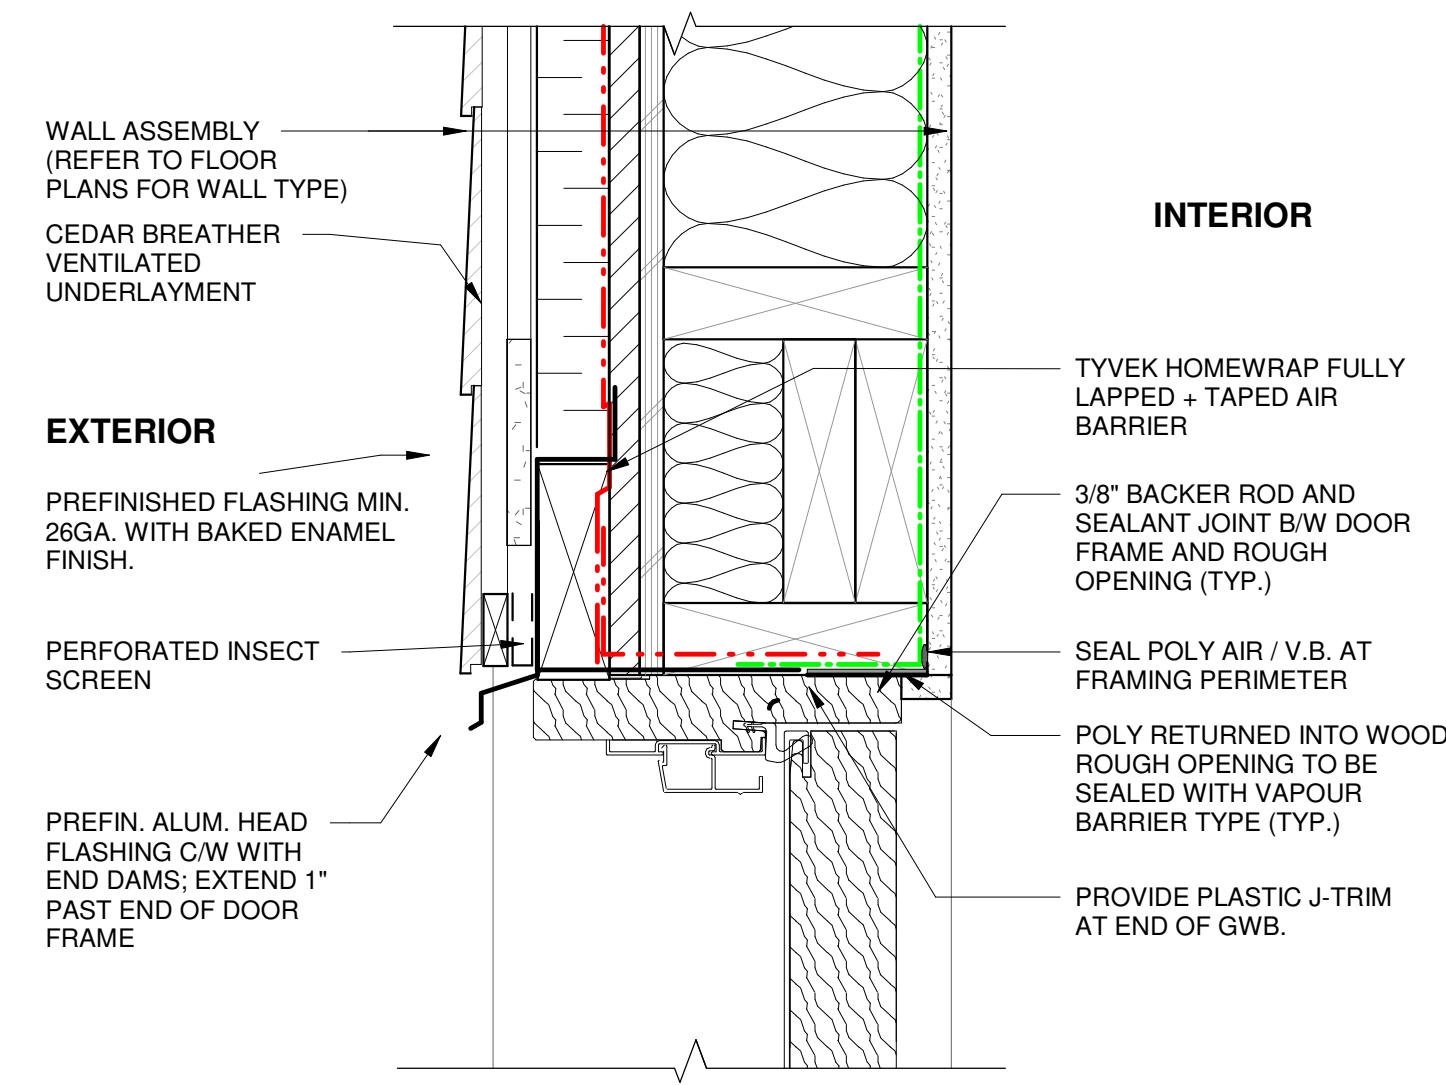 WALL ASSEMBLY
(REFER TO FLOOR
PLANS FOR WALL TYPE)
CEDAR BREATHER
VENTILATED
UNDERLAYMENT
EXTERIOR
PREFINISHED FLASHING MIN.
26GA. WITH BAKED ENAMEL
FINISH.
PERFORATED INSECT
SCREEN
PREFIN. ALUM. HEAD
FLASHING C/W WITH
END DAMS; EXTEND 1"
PAST END OF DOOR
FRAME
INTERIOR
TYVEK HOMEWRAP FULLY
LAPPED + TAPED AIR
BARRIER
3/8" BACKER ROD AND
SEALANT JOINT B/W DOOR
FRAME AND ROUGH
OPENING (TYP.)
SEAL POLY AIR / V.B. AT
FRAMING PERIMETER
POLY RETURNED INTO WOOD
ROUGH OPENING TO BE
SEALED WITH VAPOUR
BARRIER TYPE (TYP.)
PROVIDE PLASTIC J-TRIM
AT END OF GWB.